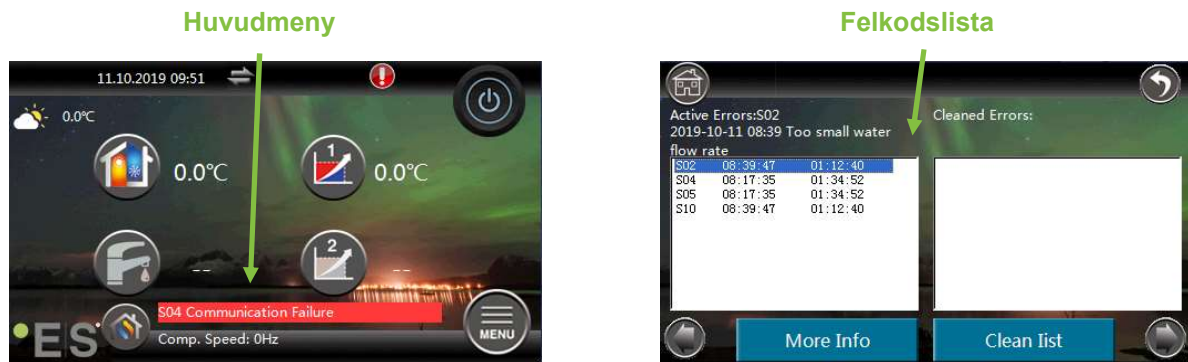 Huvudmeny
11.10.2019 09:51
0.0℃
0.0℃
1
0.0℃
--
2
--
S04 Communication Failure
•ES
Comp. Speed: 0Hz
MENU
Felkodslista
Active Errors:S02
2019-10-11 08:39 Too small water
flow rate
Cleaned Errors:
S02 08:39:47 01:12:40
S04 08:17:35 01:34:52
S05 08:17:35 01:34:52
S10 08:39:47 01:12:40
More Info
Clean Iist